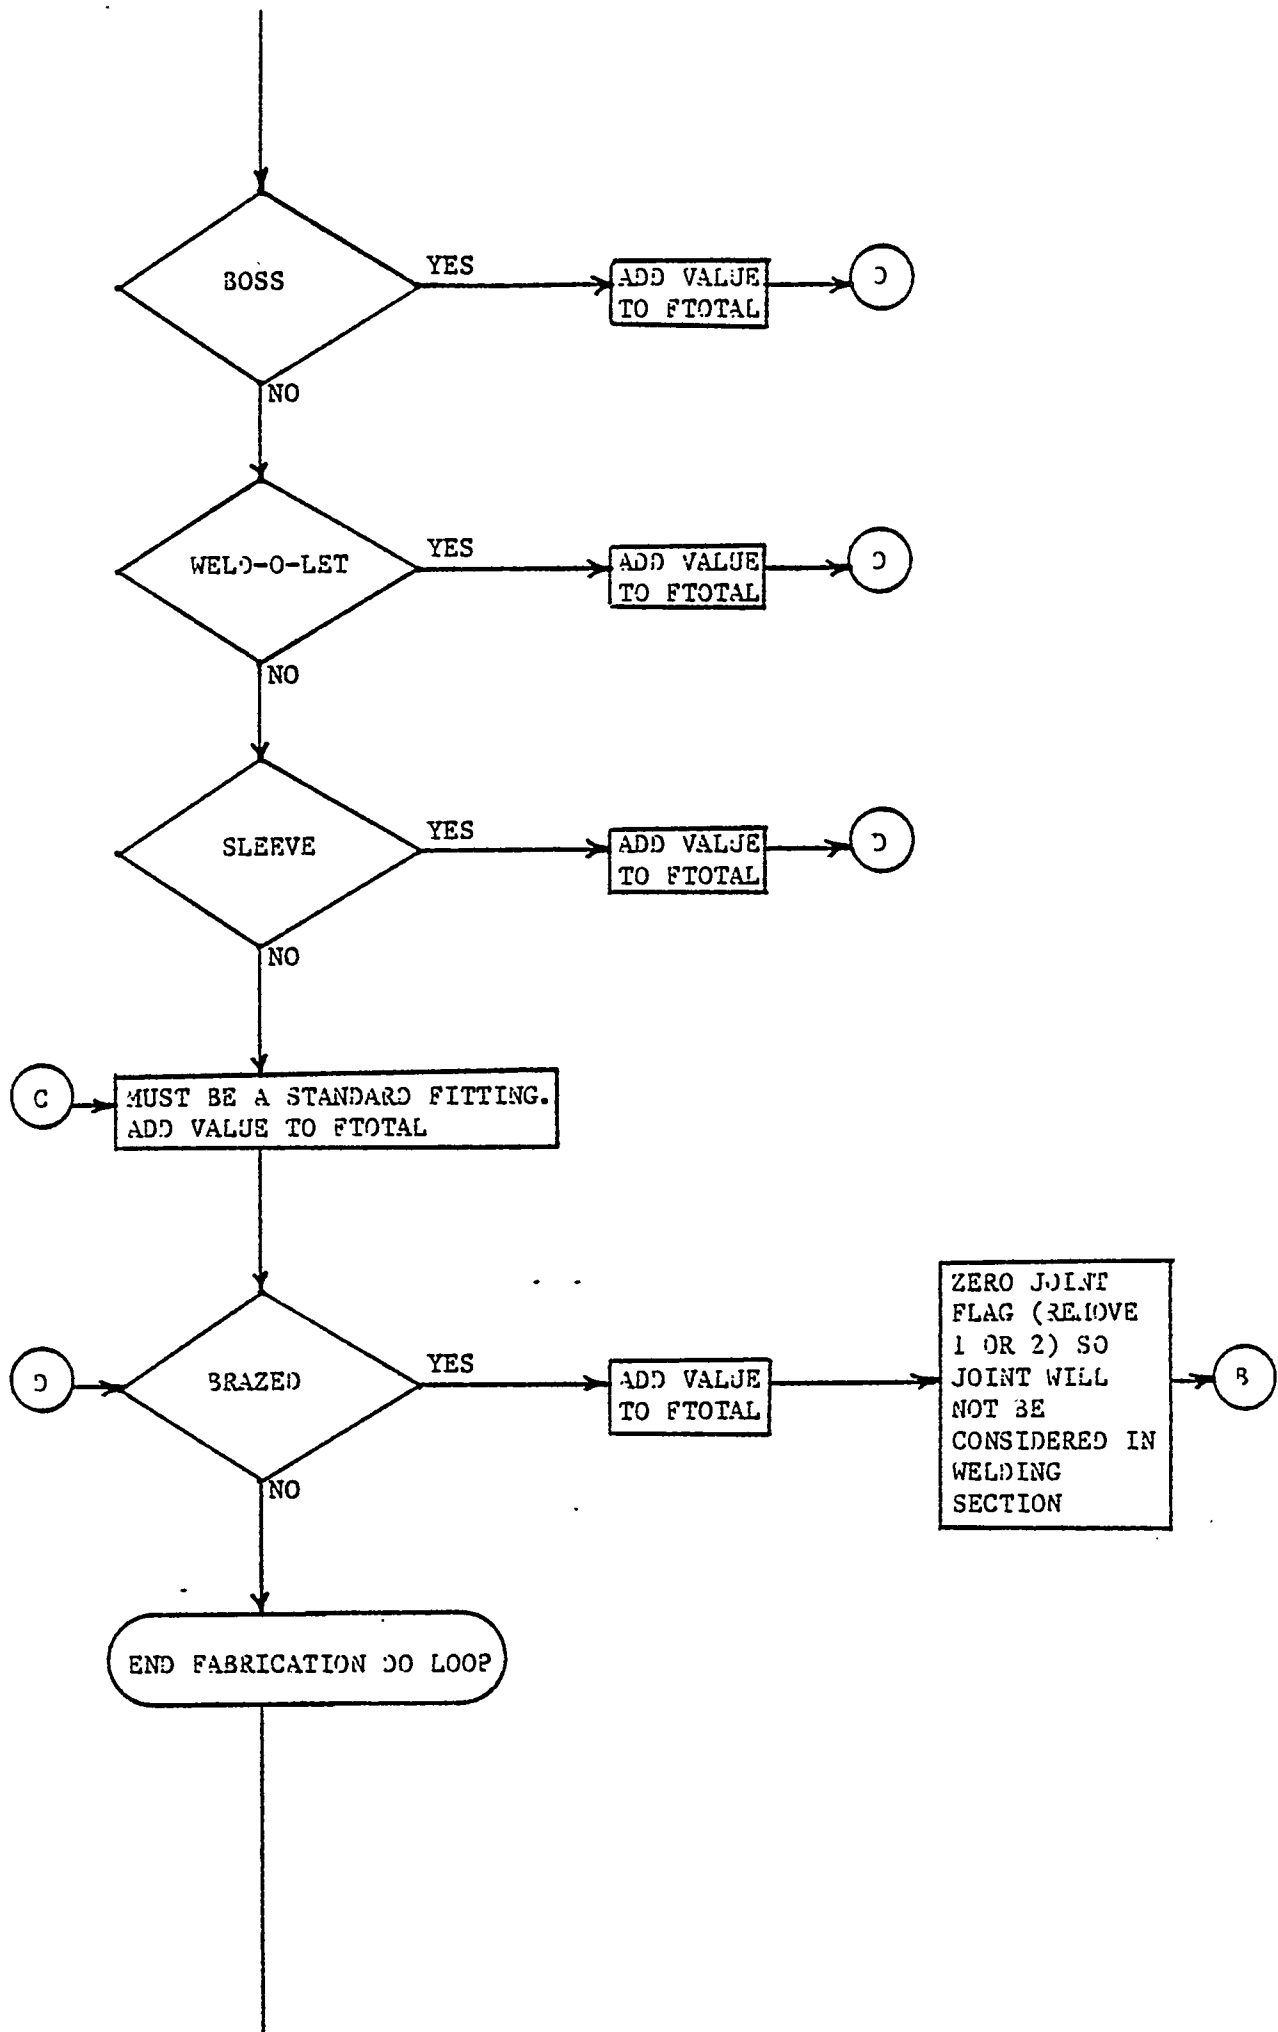 BOSS
YES
ADD VALUE
TO FTOTAL
D
NO
WELD-O-LET
YES
ADD VALUE
TO FTOTAL
D
NO
SLEEVE
YES
ADD VALUE
TO FTOTAL
D
NO
C
MUST BE A STANDARD FITTING.
ADD VALUE TO FTOTAL
D
BRAZED
YES
ADD VALUE
TO FTOTAL
ZERO JOINT
FLAG (REMOVE
1 OR 2) SO
JOINT WILL
NOT BE
CONSIDERED IN
WELDING
SECTION
B
NO
END FABRICATION DO LOOP